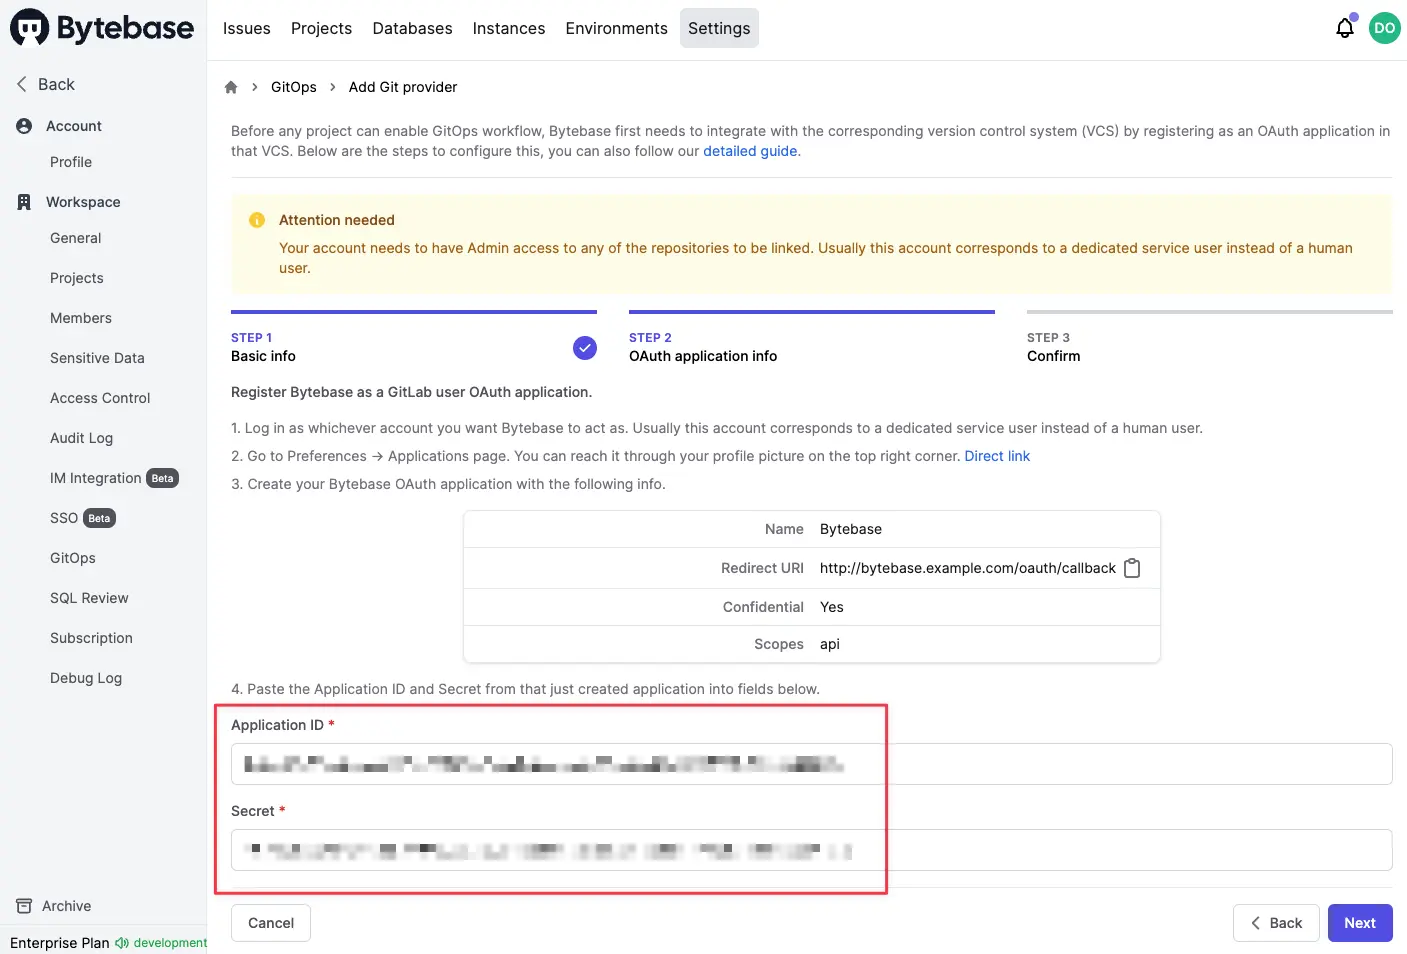 Bytebase
Issues
Projects
Databases
Instances
Environments
Settings
DO
Back
Account
Profile
Workspace
General
Projects
Members
Sensitive Data
Access Control
Audit Log
IM Integration Beta
SSO Beta
GitOps
SQL Review
Subscription
Debug Log
Archive
Enterprise Plan development
GitOps > Add Git provider
Before any project can enable GitOps workflow, Bytebase first needs to integrate with the corresponding version control system (VCS) by registering as an OAuth application in
that VCS. Below are the steps to configure this, you can also follow our detailed guide.
Attention needed
Your account needs to have Admin access to any of the repositories to be linked. Usually this account corresponds to a dedicated service user instead of a human
user.
STEP 1
Basic info
STEP 2
OAuth application info
STEP 3
Confirm
Register Bytebase as a GitLab user OAuth application.
1. Log in as whichever account you want Bytebase to act as. Usually this account corresponds to a dedicated service user instead of a human user.
2. Go to Preferences → Applications page. You can reach it through your profile picture on the top right corner. Direct link
3. Create your Bytebase OAuth application with the following info.
Name Bytebase
Redirect URI http://bytebase.example.com/oauth/callback
Confidential Yes
Scopes api
4. Paste the Application ID and Secret from that just created application into fields below.
Application ID *
Secret *
Cancel
Back
Next